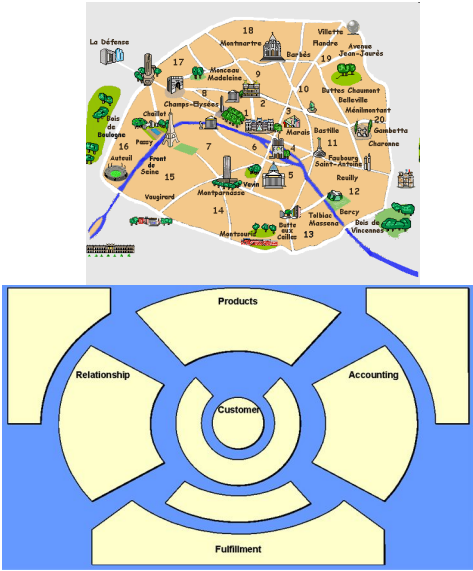 18
Villette
Montmartre
Flandre
Avenue
Jean-Jaurés
La Défense
Barbès
17
19
Monceau
Madeleine
9
Buttes Chaumont
8
10
Belleville
Champs-Elysées
2
Ménilmontant
Chaillot
1
3
20
Bois
de
Boulogne
Marais
Bastille
Gambetta
Passy
Charonne
16
7
6
4
11
Auteuil
Front
de
Seine
Faubourg
Saint-Antoine
15
5
Reuilly
Vavin
12
Vaugirard
Montparnasse
14
Bercy
Tolbiac
Massena
Butte
aux
Cailles
Bois de
Vincennes
Montsouris
13
Products
Relationship
Accounting
Customer
Fulfillment